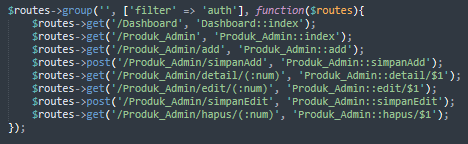 $routes->group('', ['filter' => 'auth'], function($routes){
$routes->get('/Dashboard', 'Dashboard::index');
$routes->get('/Produk_Admin', 'Produk_Admin::index');
$routes->get('/Produk_Admin/add', 'Produk_Admin::add');
$routes->post('/Produk_Admin/simpanAdd', 'Produk_Admin::simpanAdd');
$routes->get('/Produk_Admin/detail/(:num)', 'Produk_Admin::detail/$1');
$routes->get('/Produk_Admin/edit/(:num)', 'Produk_Admin::edit/$1');
$routes->post('/Produk_Admin/simpanEdit', 'Produk_Admin::simpanEdit');
$routes->get('/Produk_Admin/hapus/(:num)', 'Produk_Admin::hapus/$1');
});